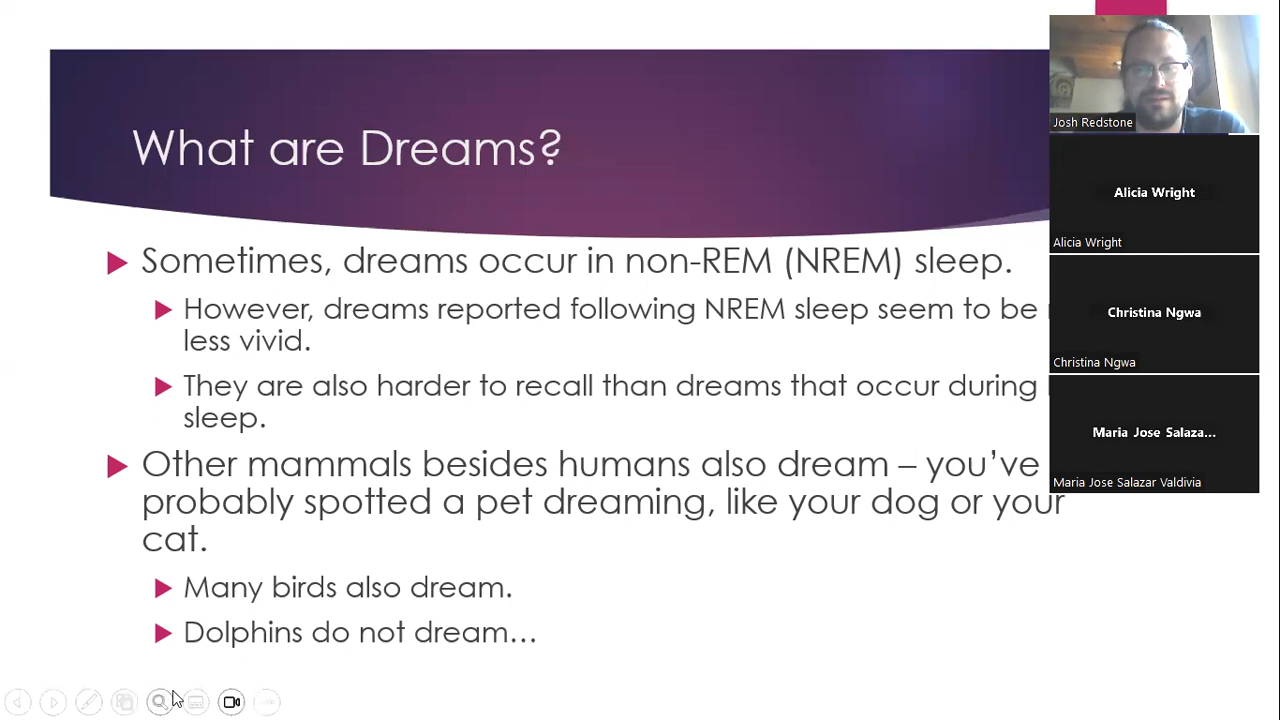 What are Dreams?
Sometimes, dreams occur in non-REM (NREM) sleep.
However, dreams reported following NREM sleep seem to be
less vivid.
They are also harder to recall than dreams that occur during
sleep.
Other mammals besides humans also dream – you've
probably spotted a pet dreaming, like your dog or your
cat.
Many birds also dream.
Dolphins do not dream…
Josh Redstone
Alicia Wright
Alicia Wright
Christina Ngwa
Christina Ngwa
Maria Jose Salaza...
Maria Jose Salazar Valdivia